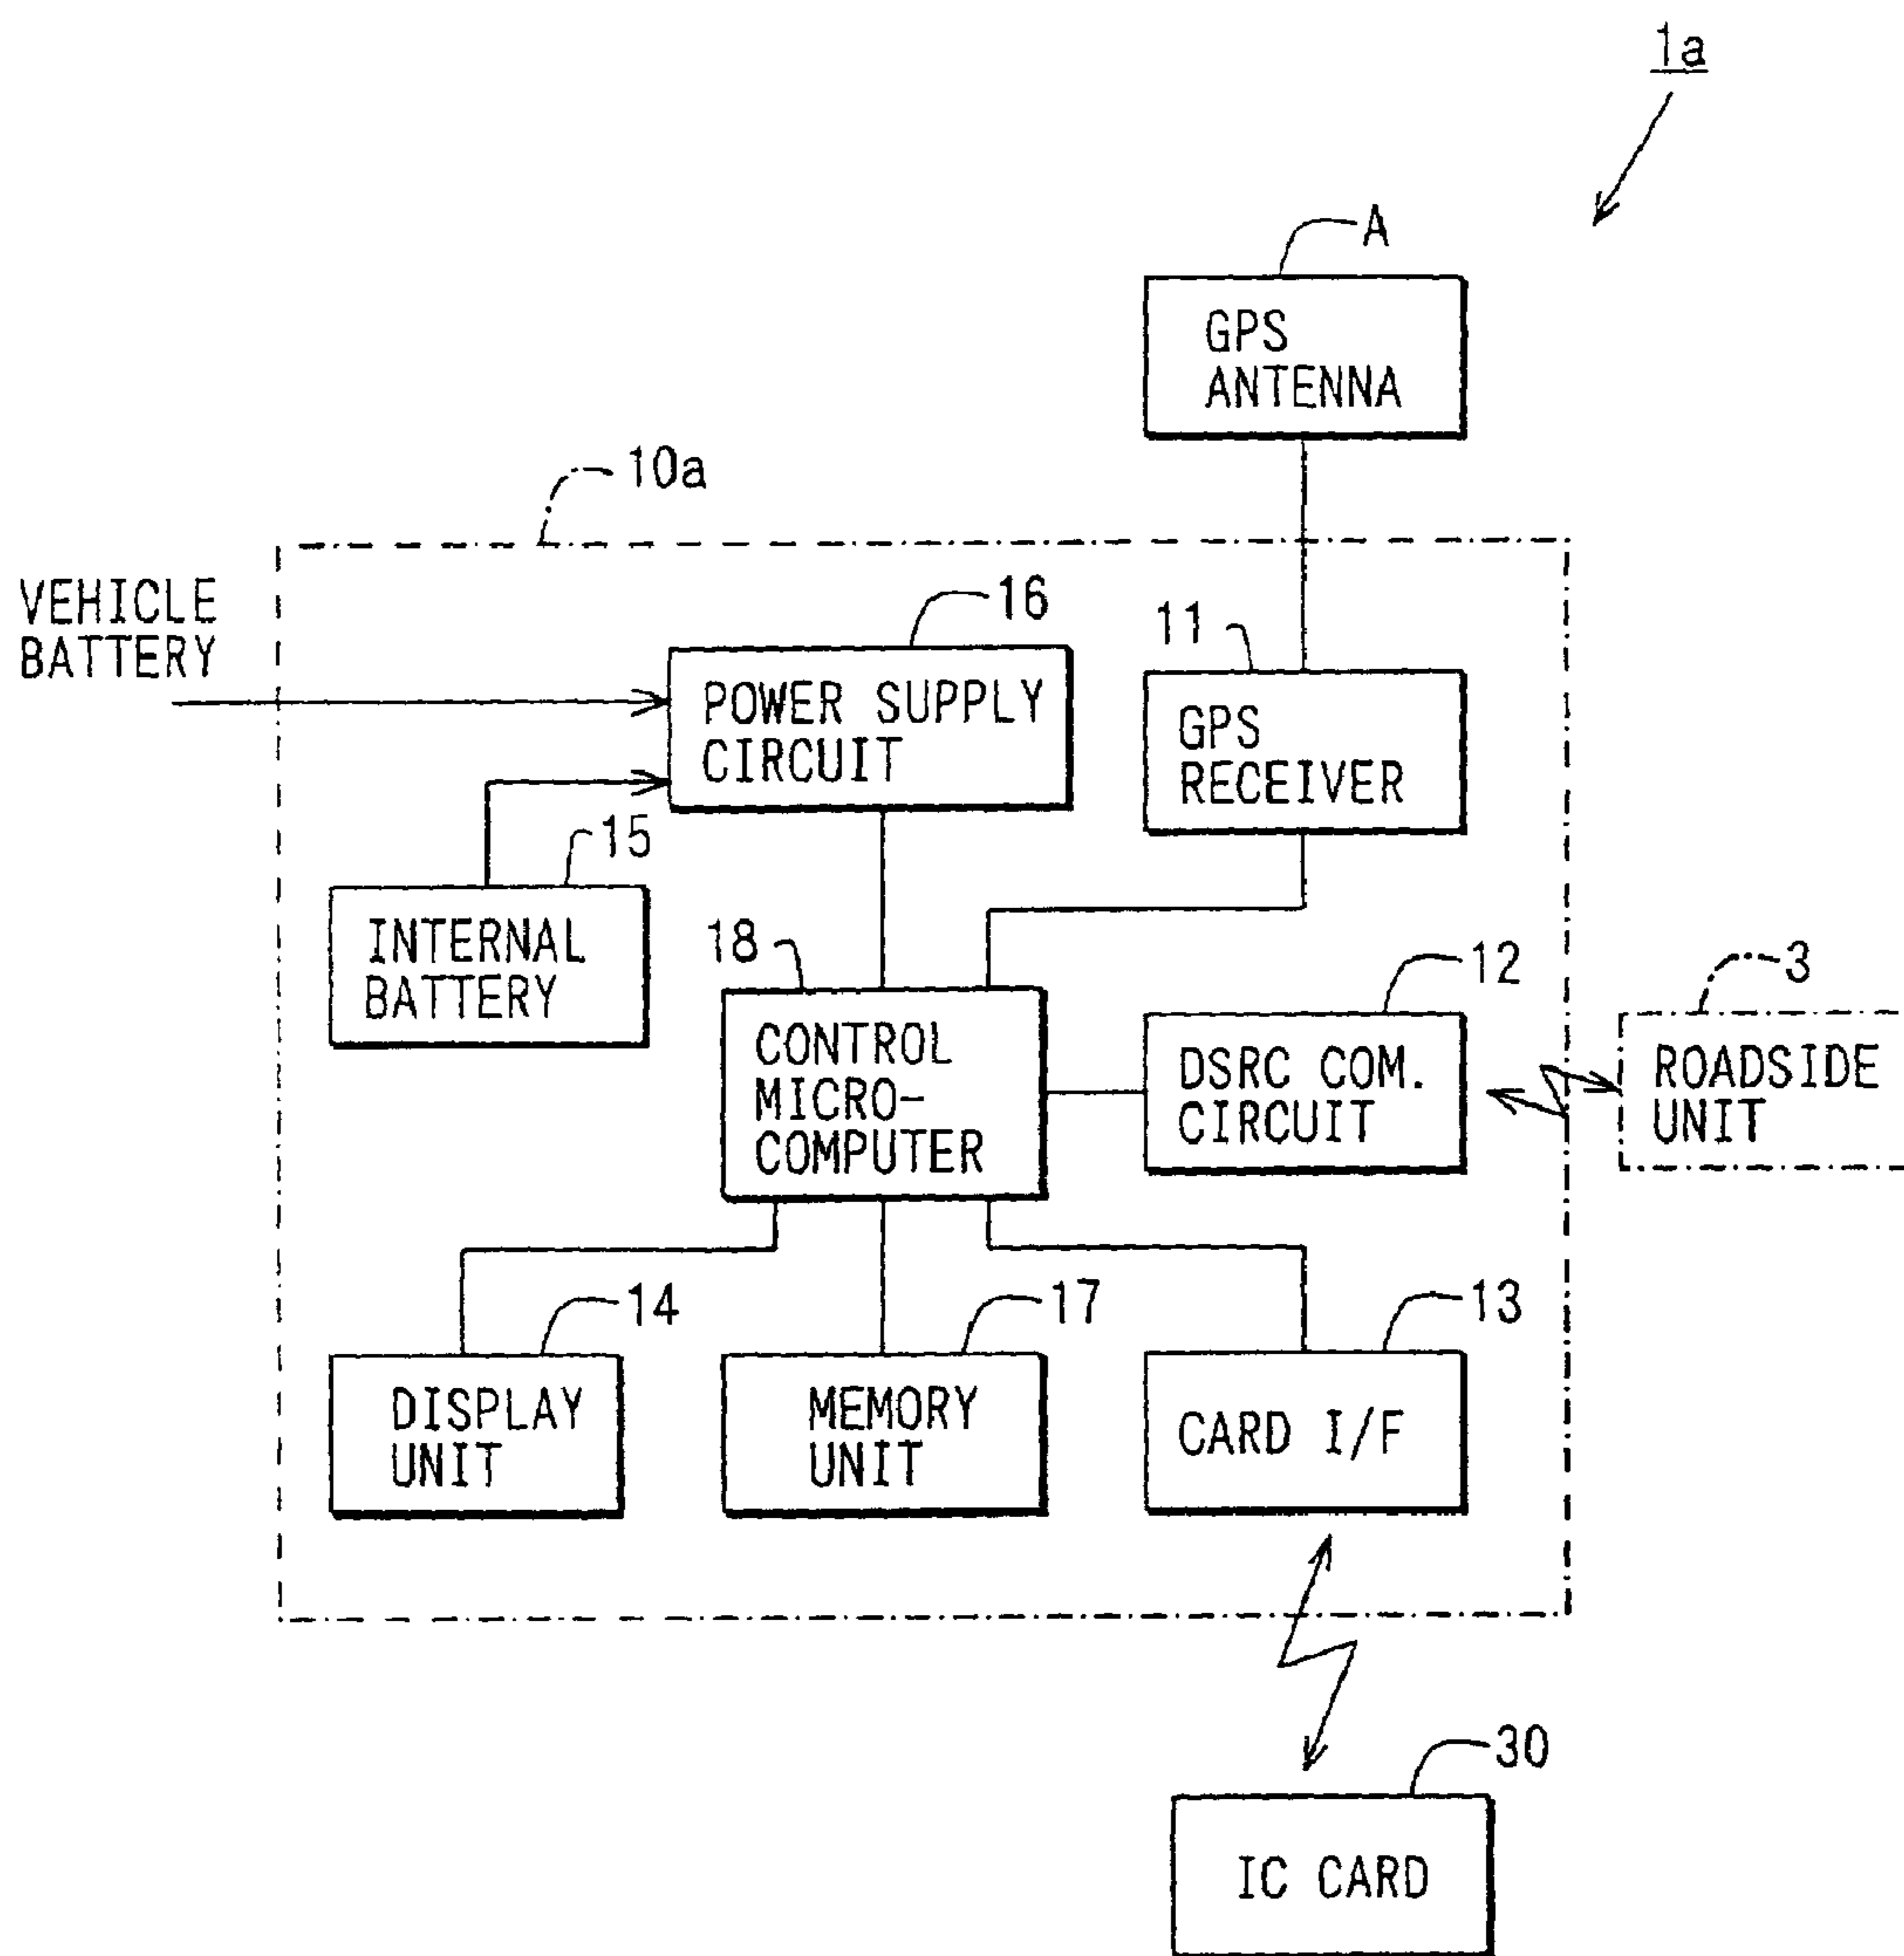 1a
A
GPS
ANTENNA
10a
VEHICLE
BATTERY
16
POWER SUPPLY
CIRCUIT
11
GPS
RECEIVER
15
INTERNAL
BATTERY
18
CONTROL
MICRO-
COMPUTER
12
DSRC COM.
CIRCUIT
3
ROADSIDE
UNIT
14
DISPLAY
UNIT
17
MEMORY
UNIT
13
CARD I/F
30
IC CARD